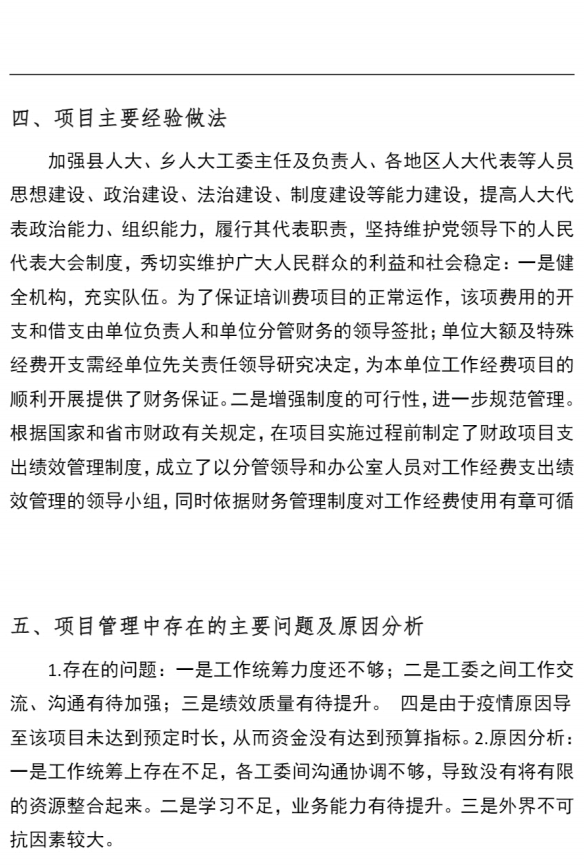 四、项目主要经验做法
加强县人大、乡人大工委主任及负责人、各地区人大代表等人员
思想建设、政治建设、法治建设、制度建设等能力建设，提高人大代
表政治能力、组织能力，履行其代表职责，坚持维护党领导下的人民
代表大会制度，秀切实维护广大人民群众的利益和社会稳定：一是健
全机构，充实队伍。为了保证培训费项目的正常运作，该项费用的开
支和借支由单位负责人和单位分管财务的领导签批；单位大额及特殊
经费开支需经单位先关责任领导研究决定，为本单位工作经费项目的
顺利开展提供了财务保证。二是增强制度的可行性，进一步规范管理。
根据国家和省市财政有关规定，在项目实施过程前制定了财政项目支
出绩效管理制度，成立了以分管领导和办公室人员对工作经费支出绩
效管理的领导小组，同时依据财务管理制度对工作经费使用有章可循
五、项目管理中存在的主要问题及原因分析
1.存在的问题：一是工作统筹力度还不够；二是工委之间工作交
流、沟通有待加强；三是绩效质量有待提升。 四是由于疫情原因导
至该项目未达到预定时长，从而资金没有达到预算指标。2.原因分析：
一是工作统筹上存在不足，各工委间沟通协调不够，导致没有将有限
的资源整合起来。二是学习不足，业务能力有待提升。三是外界不可
抗因素较大。